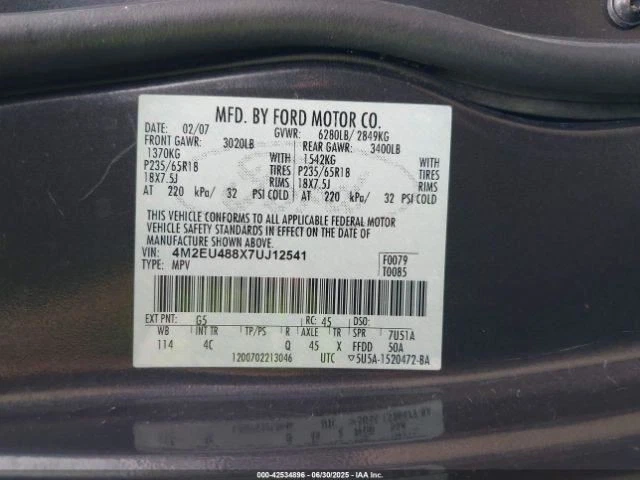 MFD. BY FORD MOTOR CO.
DATE: 02/07 GVWR: 6280LB/ 2849KG
FRONT GAWR: 3020LB REAR GAWR: 3400LB
1370KG 1542KG
P235/65R18 TIRES P235/65R18 TIRES
18X7.5J RIMS 18X7.5J RIMS
AT 220 kPa/ 32 PSI COLD AT 220 kPa/ 32 PSI COLD
THIS VEHICLE CONFORMS TO ALL APPLICABLE FEDERAL MOTOR
VEHICLE SAFETY STANDARDS IN EFFECT ON THE DATE OF
MANUFACTURE SHOWN ABOVE.
VIN: 4M2EU488X7UJ12541 F0079
TYPE: MPV T0085
EXT PNT: G5 RC: 45 DSO:
WB INT TR TP/PS R AXLE TR SPR 7U51A
114 4C Q 45 X FFDD 50A
1200702213046 UTC 5U5A-1520472-BA
000-42534896 - 06/30/2025 - IAAI.COM